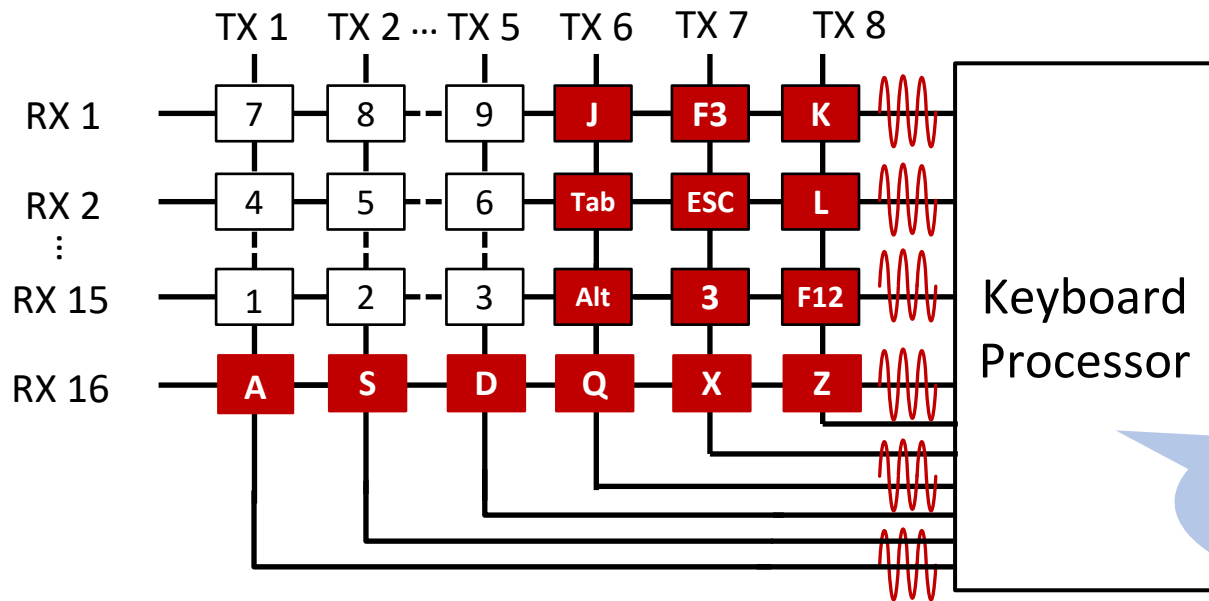 TX 1 TX 2 ... TX 5 TX 6 TX 7 TX 8
RX 1 7 8 9 J F3 K
RX 2 4 5 6 Tab ESC L
...
RX 15 1 2 3 Alt 3 F12
RX 16 A S D Q X Z
Keyboard
Processor